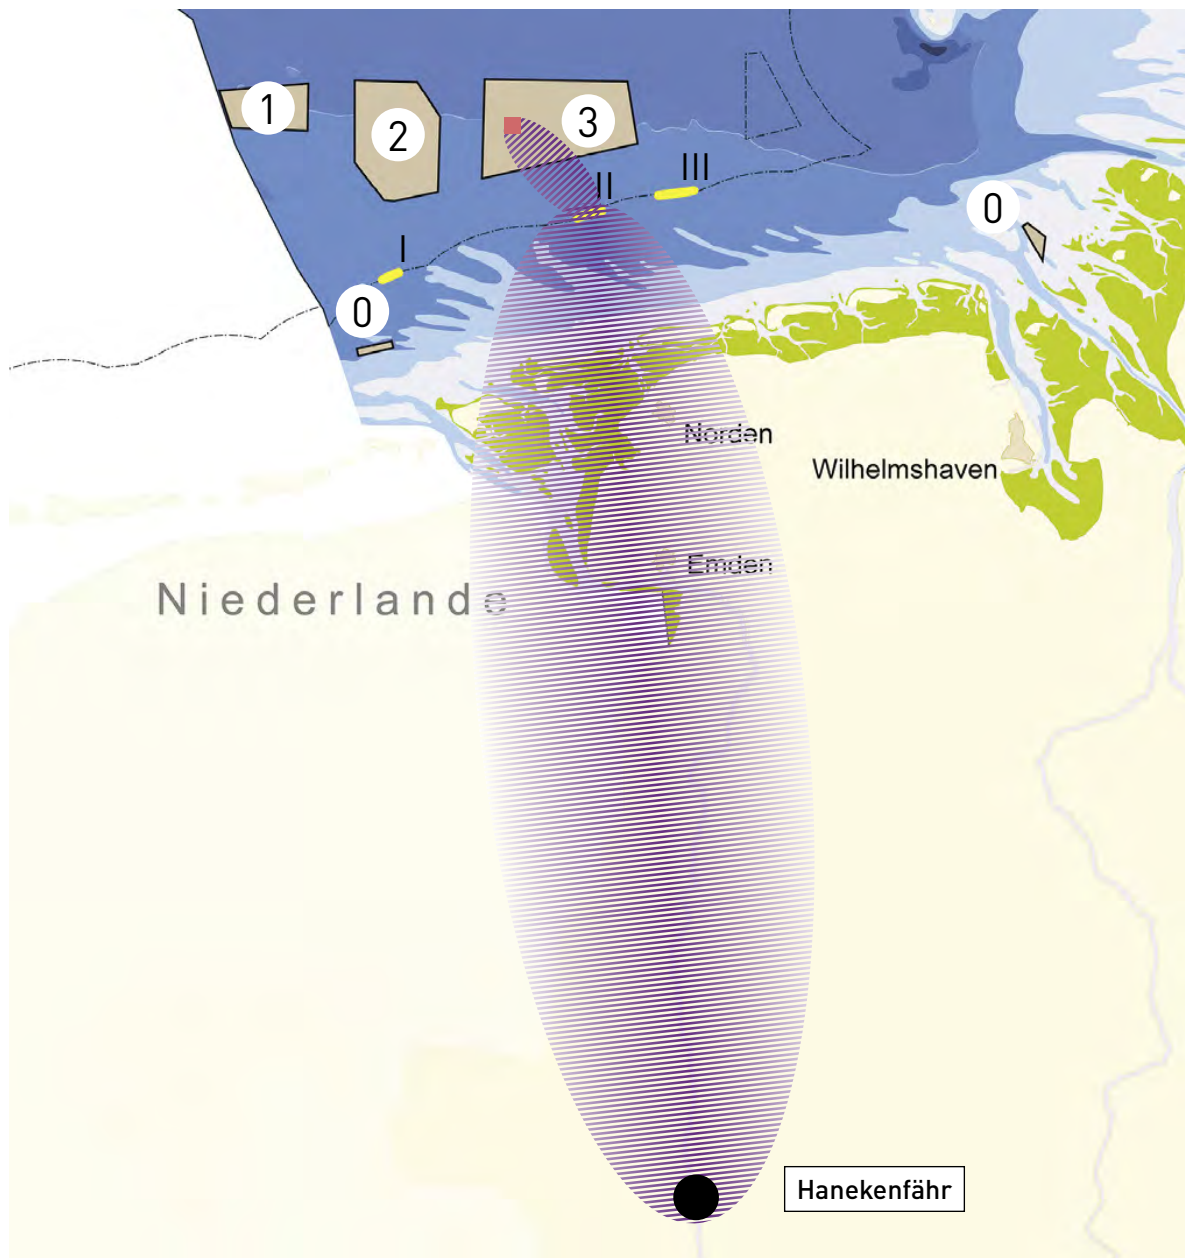 1
2
3
III
II
0
I
0
Norden
Wilhelmshaven
Emden
Niederlande
Hanekenfähr